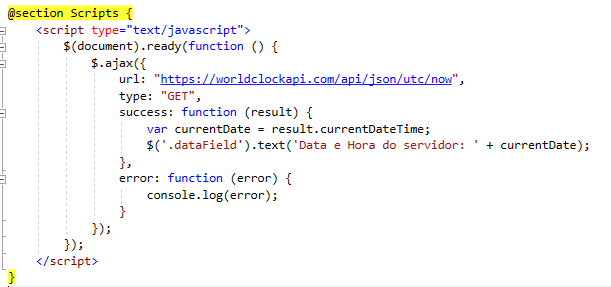 @section Scripts {
    <script type="text/javascript">
        $(document).ready(function () {
            $.ajax({
                url: "https://worldclockapi.com/api/json/utc/now",
                type: "GET",
                success: function (result) {
                    var currentDate = result.currentDateTime;
                    $('.dataField').text('Data e Hora do servidor: ' + currentDate);
                },
                error: function (error) {
                    console.log(error);
                }
            });
        });
    </script>
}